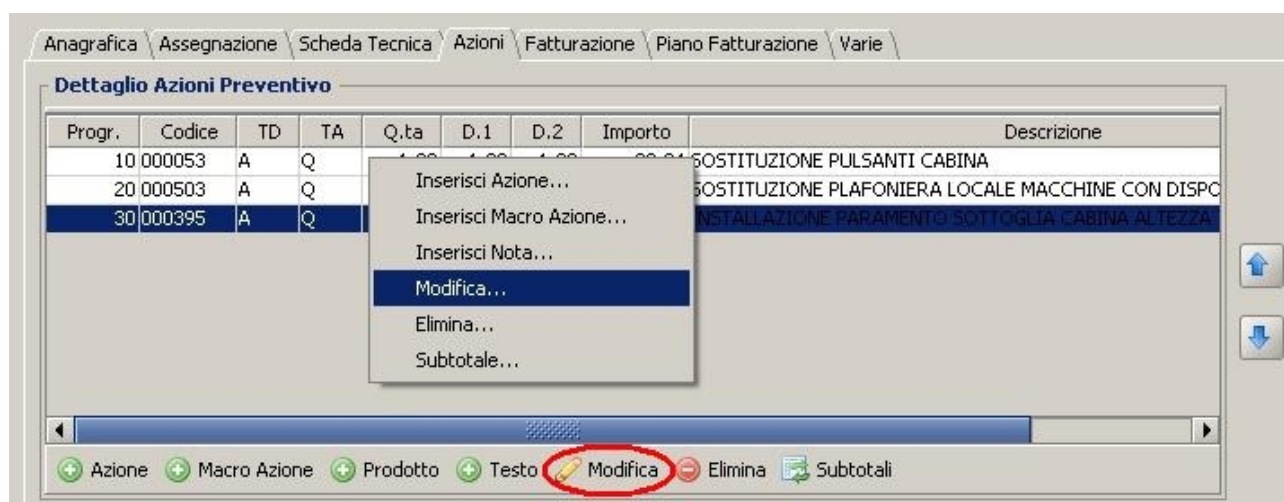 Anagrafica Assegnazione Scheda Tecnica Azioni Fatturazione Piano Fatturazione Varie
Dettaglio Azioni Preventivo
Progr. Codice TD TA Q.ta D.1 D.2 Importo Descrizione
10 000053 A Q SOSTITUZIONE PULSANTI CABINA
20 000503 A Q SOSTITUZIONE PLAFONIERA LOCALE MACCHINE CON DISPO
30 000395 A Q INSTALLAZIONE PARAMENTO SOTTOGLIA CABINA ALTEZZA
Inserisci Azione...
Inserisci Macro Azione...
Inserisci Nota...
Modifica...
Elimina...
Subtotale...
Azione Macro Azione Prodotto Testo Modifica Elimina Subtotali